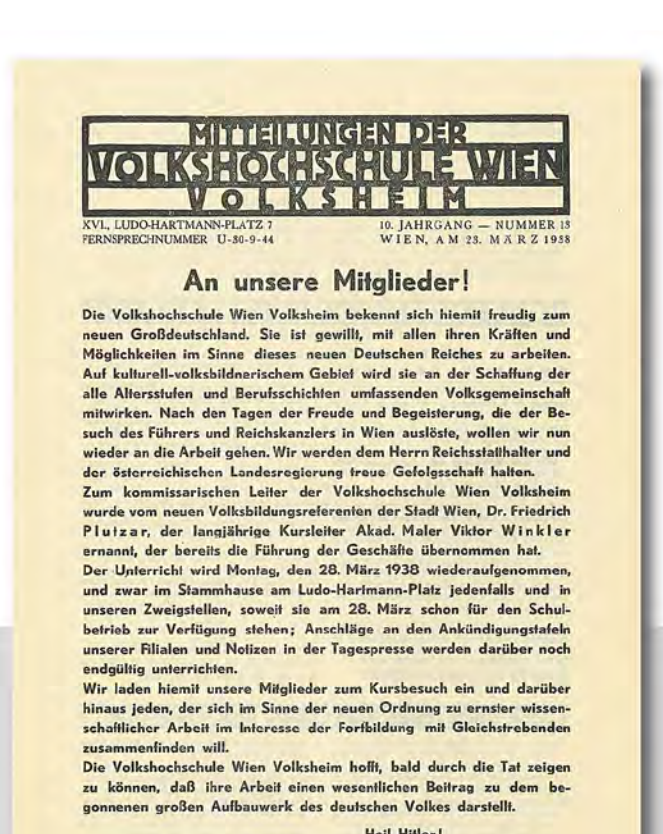 MITTEILUNGEN DER
VOLKSHOCHSCHULE WIEN
VOLKSHEIM
XVI., LUDO-HARTMANN-PLATZ 7
FERNSPRECHNUMMER U-30-9-44
10. JAHRGANG — NUMMER 13
WIEN, AM 23. MÄRZ 1938
An unsere Mitglieder!
Die Volkshochschule Wien Volksheim bekennt sich hiemit freudig zum
neuen Großdeutschland. Sie ist gewillt, mit allen ihren Kräften und
Möglichkeiten im Sinne dieses neuen Deutschen Reiches zu arbeiten.
Auf kulturell-volksbildnerischem Gebiet wird sie an der Schaffung der
alle Altersstufen und Berufsschichten umfassenden Volksgemeinschaft
mitwirken. Nach den Tagen der Freude und Begeisterung, die der Be-
such des Führers und Reichskanzlers in Wien auslöste, wollen wir nun
wieder an die Arbeit gehen. Wir werden dem Herrn Reichsstatthalter und
der österreichischen Landesregierung treue Gefolgsschaft halten.
Zum kommissarischen Leiter der Volkshochschule Wien Volksheim
wurde vom neuen Volksbildungsreferenten der Stadt Wien, Dr. Friedrich
Plutzar, der langjährige Kursleiter Akad. Maler Viktor Winkler
ernannt, der bereits die Führung der Geschäfte übernommen hat.
Der Unterricht wird Montag, den 28. März 1938 wiederaufgenommen,
und zwar im Stammhause am Ludo-Hartmann-Platz jedenfalls und in
unseren Zweigstellen, soweit sie am 28. März schon für den Schul-
betrieb zur Verfügung stehen; Anschläge an den Ankündigungstafeln
unserer Filialen und Notizen in der Tagespresse werden darüber noch
endgültig unterrichten.
Wir laden hiemit unsere Mitglieder zum Kursbesuch ein und darüber
hinaus jeden, der sich im Sinne der neuen Ordnung zu ernster wissen-
schaftlicher Arbeit im Interesse der Fortbildung mit Gleichstrebenden
zusammenfinden will.
Die Volkshochschule Wien Volksheim hofft, bald durch die Tat zeigen
zu können, daß ihre Arbeit einen wesentlichen Beitrag zu dem be-
gonnenen großen Aufbauwerk des deutschen Volkes darstellt.
Heil Hitler!